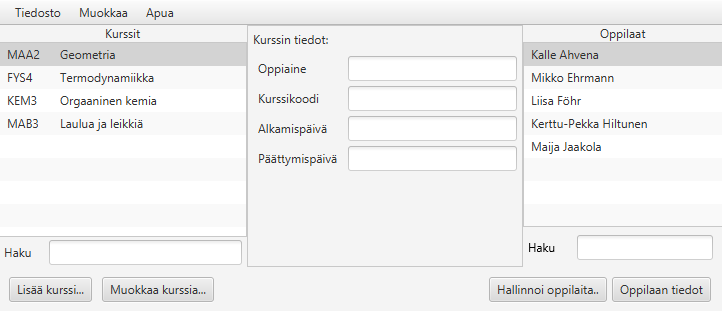 Tiedosto Muokkaa Apua
Kurssit
MAA2 Geometria
FYS4 Termodynamiikka
KEM3 Orgaaninen kemia
MAB3 Laulua ja leikkiä
Haku
Lisää kurssi...
Muokkaa kurssia...
Kurssin tiedot:
Oppiaine
Kurssikoodi
Alkamispäivä
Päättymispäivä
Oppilaat
Kalle Ahvena
Mikko Ehrmann
Liisa Föhr
Kerttu-Pekka Hiltunen
Maija Jaakola
Haku
Hallinnoi oppilaita..
Oppilaan tiedot